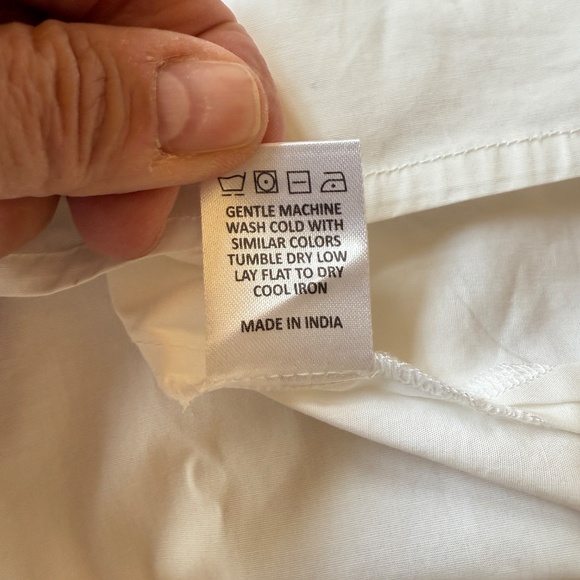 GENTLE MACHINE
WASH COLD WITH
SIMILAR COLORS
TUMBLE DRY LOW
LAY FLAT TO DRY
COOL IRON
MADE IN INDIA